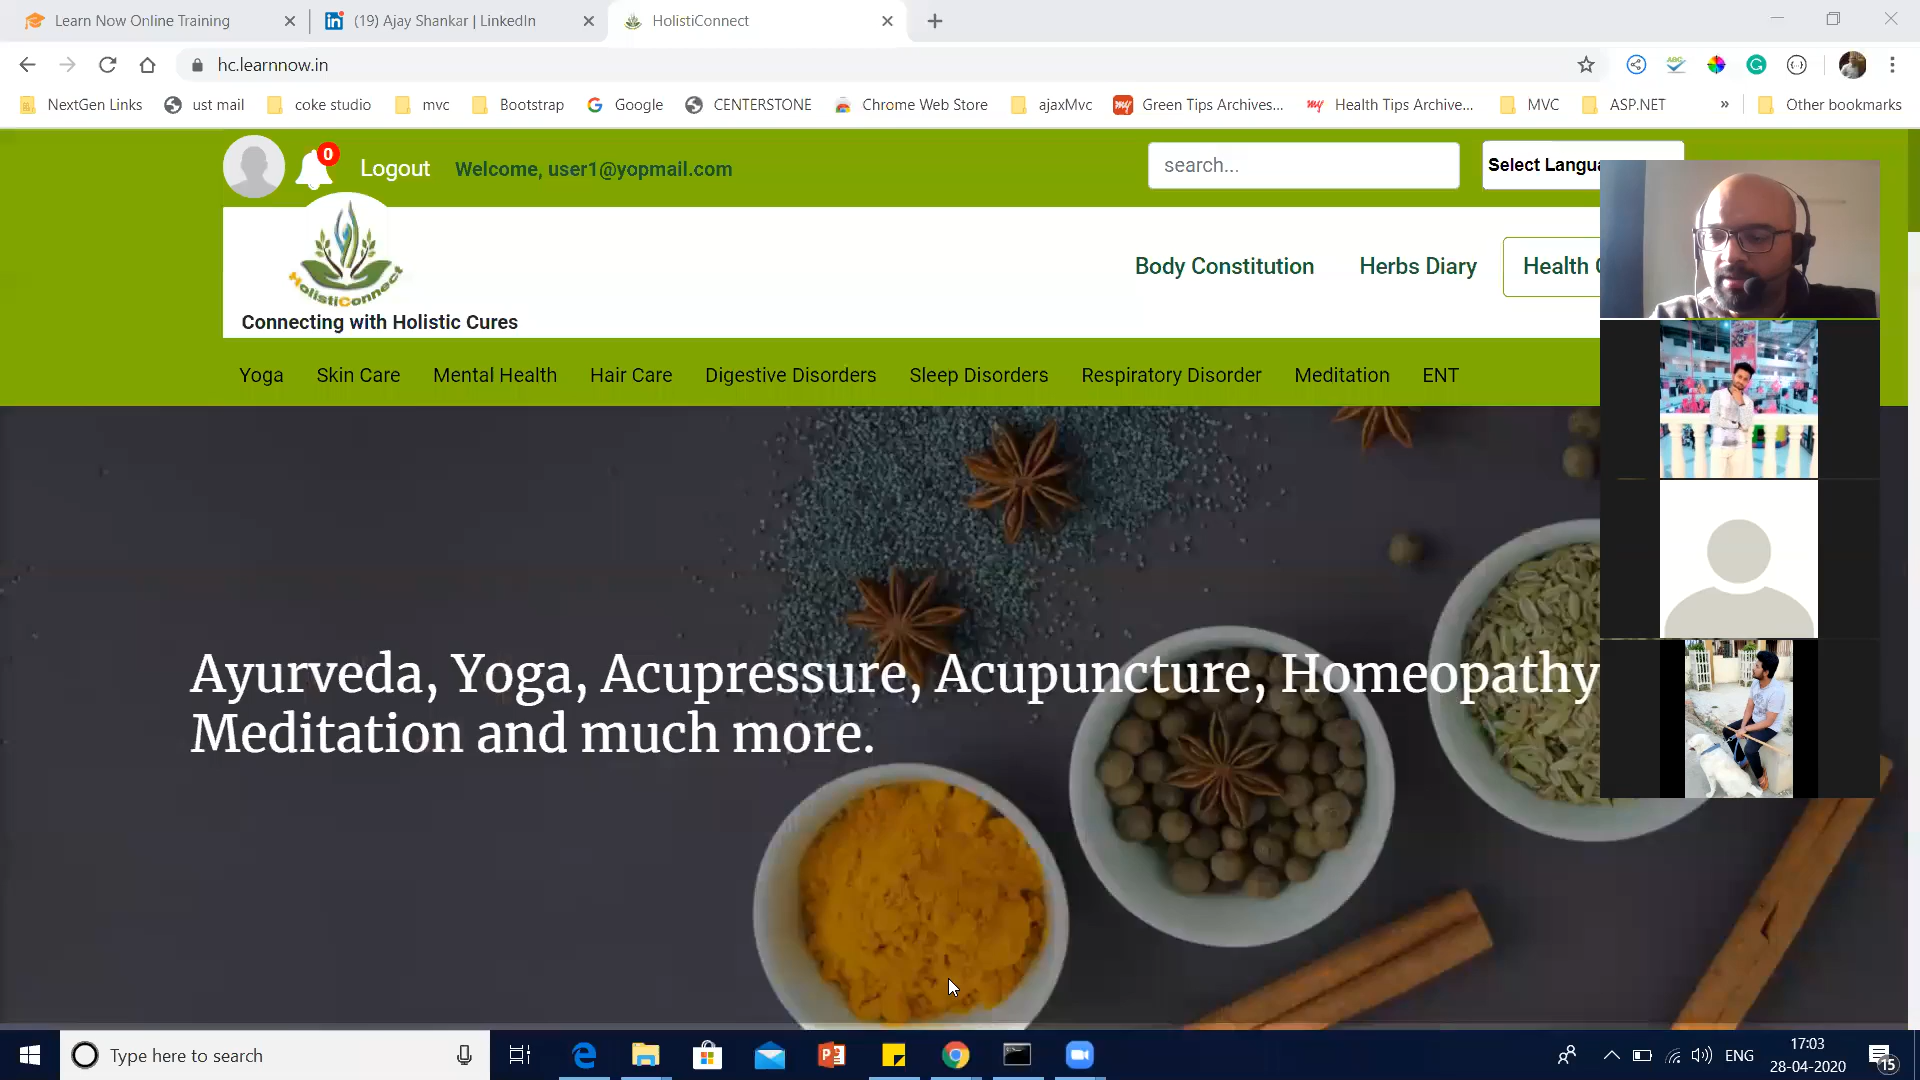 Learn Now Online Training
(19) Ajay Shankar | LinkedIn
HolistiConnect
hc.learnnow.in
NextGen Links
ust mail
coke studio
mvc
Bootstrap
Google
CENTERSTONE
Chrome Web Store
ajaxMvc
Green Tips Archives...
Health Tips Archive...
MVC
ASP.NET
Other bookmarks
0
Logout
Welcome, user1@yopmail.com
search...
Select Langua
HolistiConnect
Connecting with Holistic Cures
Body Constitution
Herbs Diary
Health
Yoga
Skin Care
Mental Health
Hair Care
Digestive Disorders
Sleep Disorders
Respiratory Disorder
Meditation
ENT
Ayurveda, Yoga, Acupressure, Acupuncture, Homeopathy
Meditation and much more.
Type here to search
ENG
17:03
28-04-2020
15